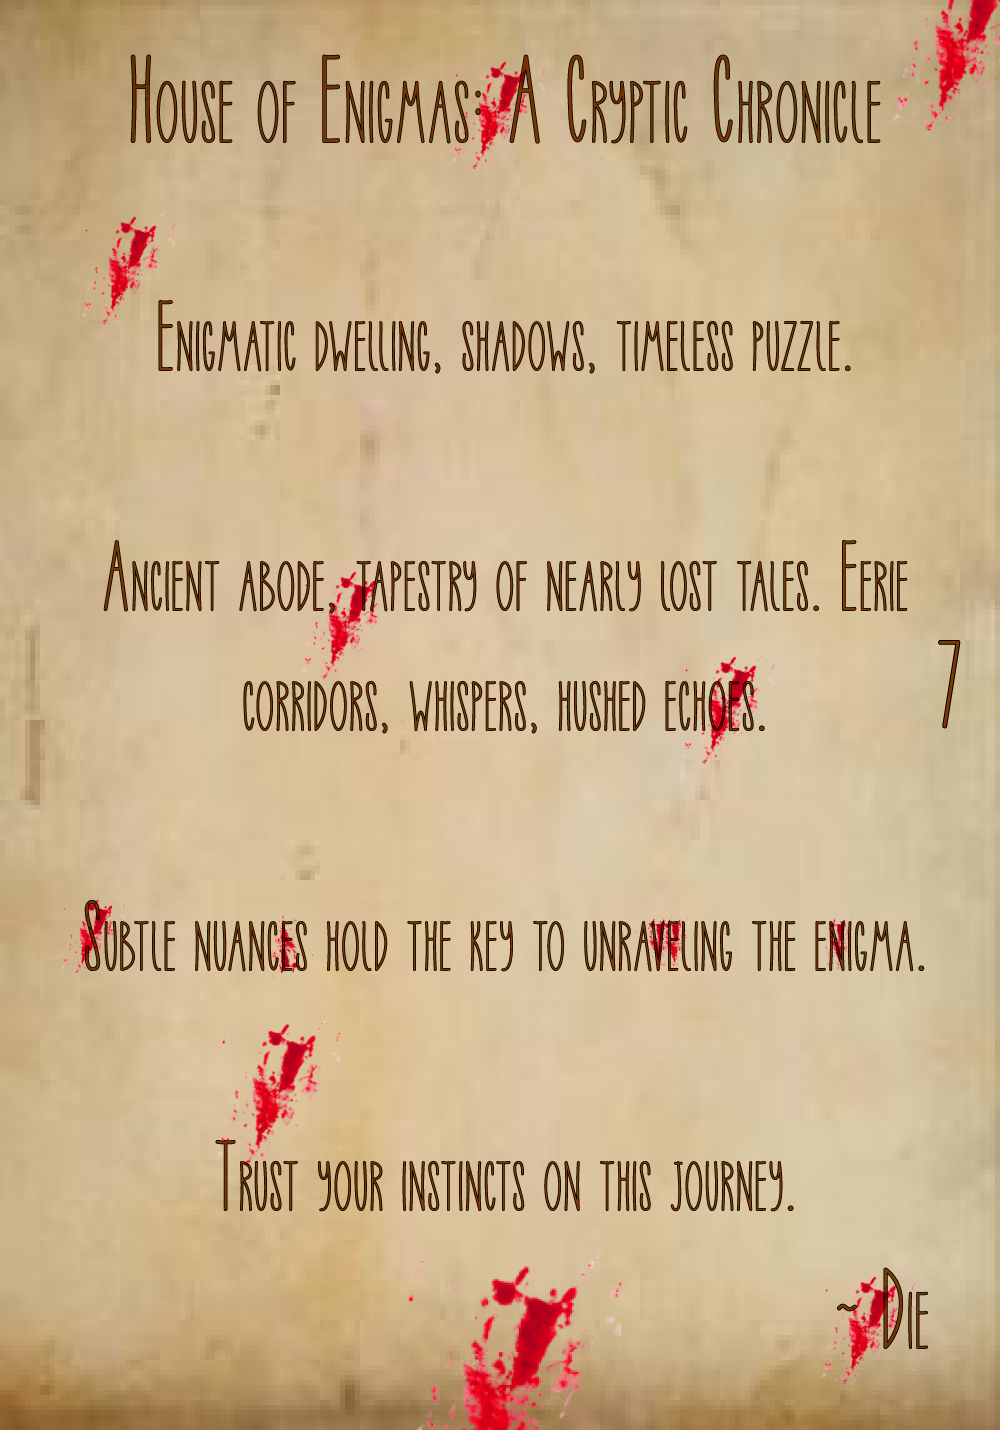 House of Enigmas: A Cryptic Chronicle
Enigmatic dwelling, shadows, timeless puzzle.
Ancient abode, tapestry of nearly lost tales. Eerie
corridors, whispers, hushed echoes.
7
Subtle nuances hold the key to unraveling the enigma.
Trust your instincts on this journey.
~ Die